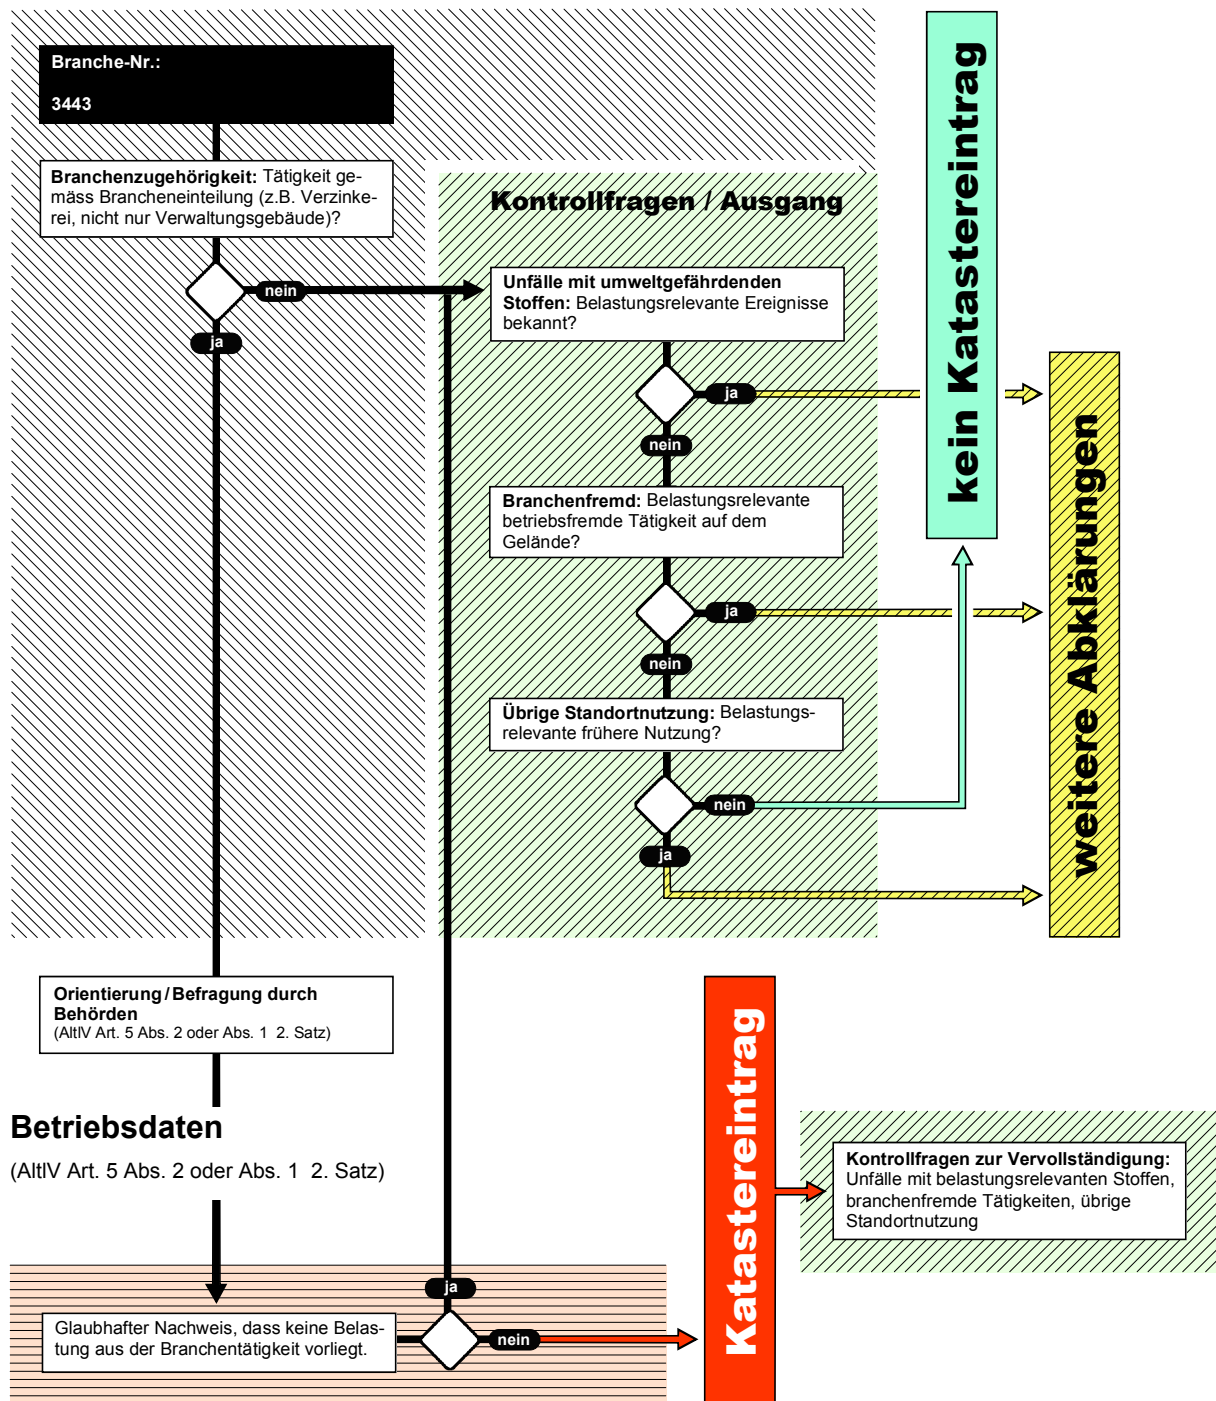 Branche-Nr.:
3443
Branchenzugehörigkeit: Tätigkeit ge-
mäss Brancheneinteilung (z.B. Verzinke-
rei, nicht nur Verwaltungsgebäude)?
nein
ja
Kontrollfragen / Ausgang
Unfälle mit umweltgefährdenden
Stoffen: Belastungsrelevante Ereignisse
bekannt?
ja
nein
Branchenfremd: Belastungsrelevante
betriebsfremde Tätigkeit auf dem
Gelände?
ja
nein
Übrige Standortnutzung: Belastungs-
relevante frühere Nutzung?
nein
ja
kein Katastereintrag
weitere Abklärungen
Orientierung/Befragung durch
Behörden
(AltlV Art. 5 Abs. 2 oder Abs. 1 2. Satz)
Betriebsdaten
(AltlV Art. 5 Abs. 2 oder Abs. 1 2. Satz)
ja
Glaubhafter Nachweis, dass keine Belas-
tung aus der Branchentätigkeit vorliegt.
nein
Katastereintrag
Kontrollfragen zur Vervollständigung:
Unfälle mit belastungsrelevanten Stoffen,
branchenfremde Tätigkeiten, übrige
Standortnutzung